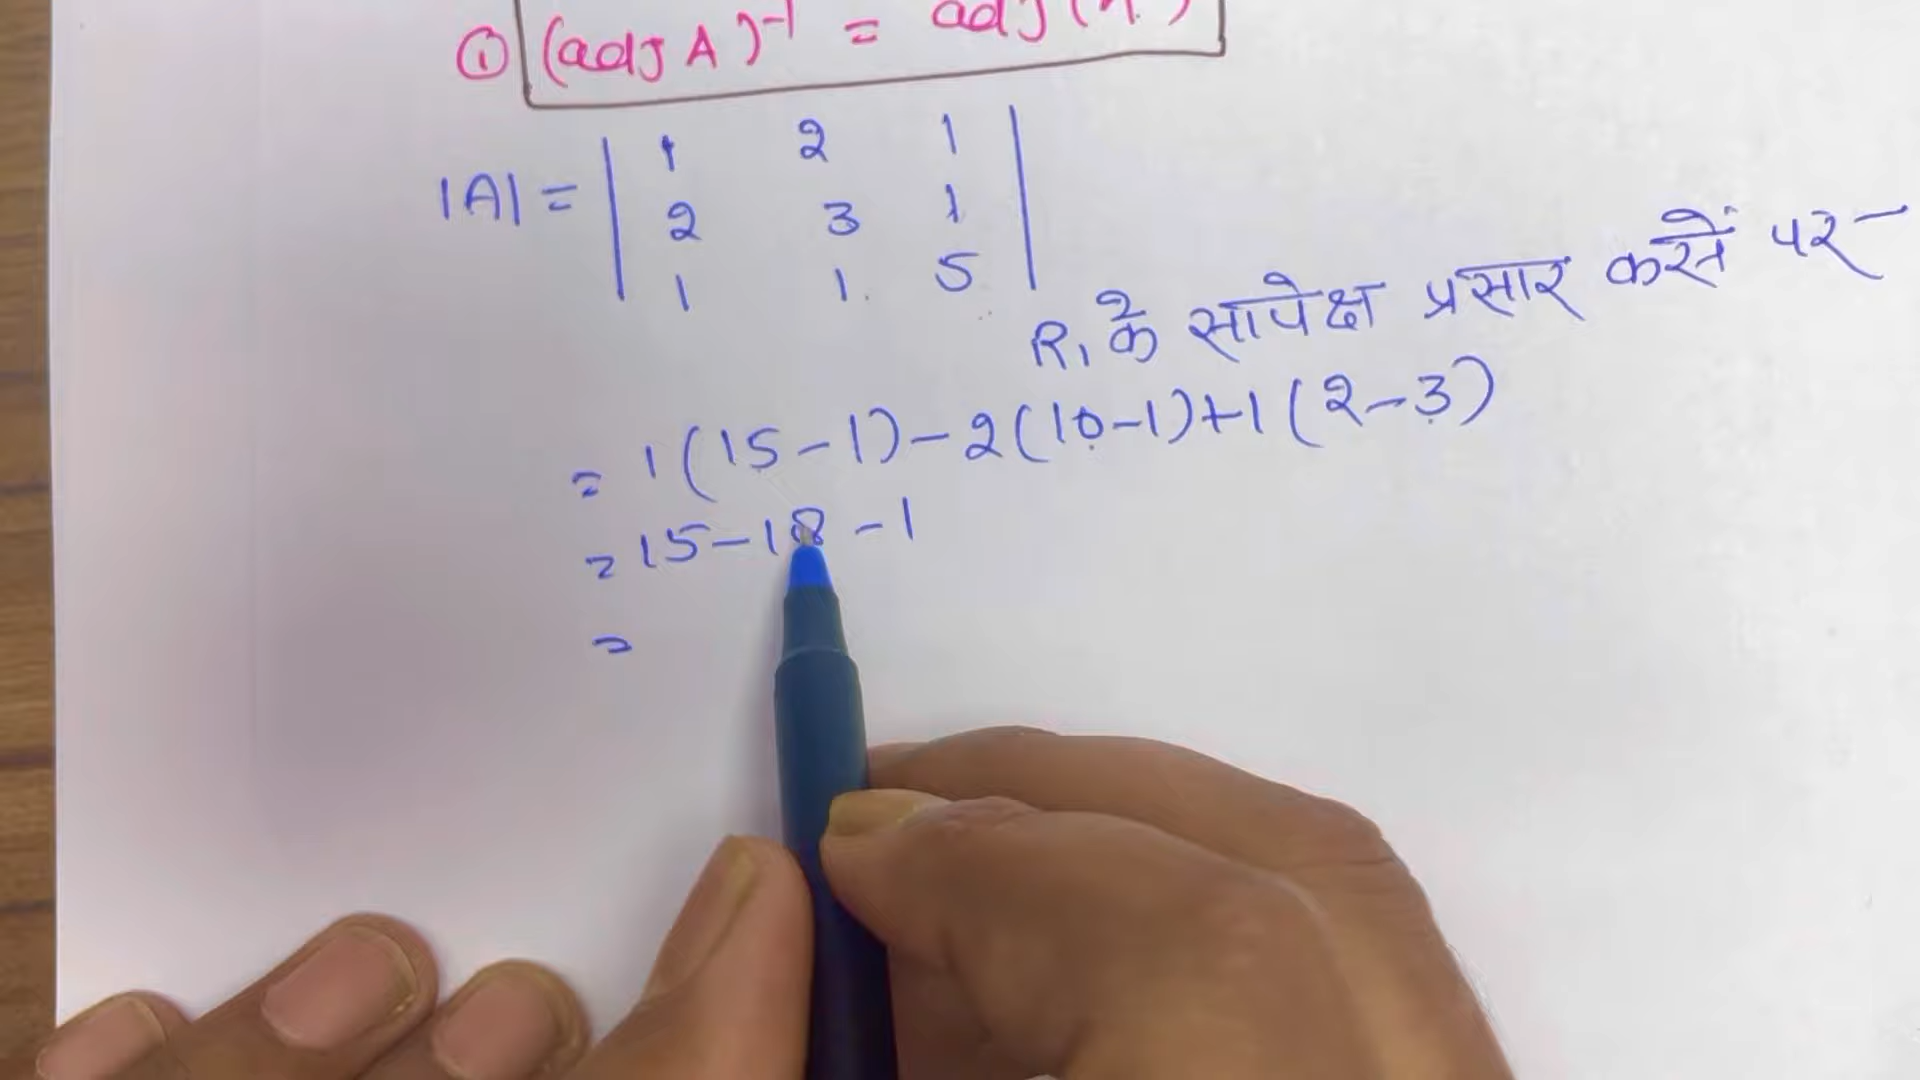 ① (adj A)⁻¹ = adj(A
|A| = | 1 2 1 |
| 2 3 1 |
| 1 1 5 |
R₁ के सापेक्ष प्रसार करतें पर-
= 1(15-1)-2(10-1)+1(2-3)
= 15-18-1
=